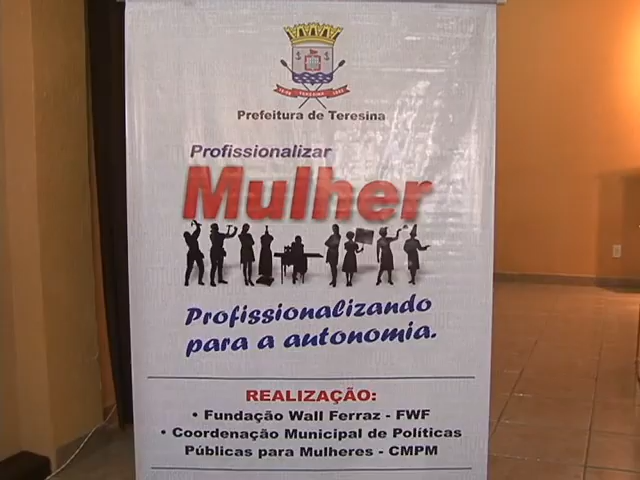 Prefeitura de Teresina
Profissionalizar
Mulher
Profissionalizando
para a autonomia.
REALIZAÇÃO:
• Fundação Wall Ferraz - FWF
• Coordenação Municipal de Políticas
Públicas para Mulheres - CMPM